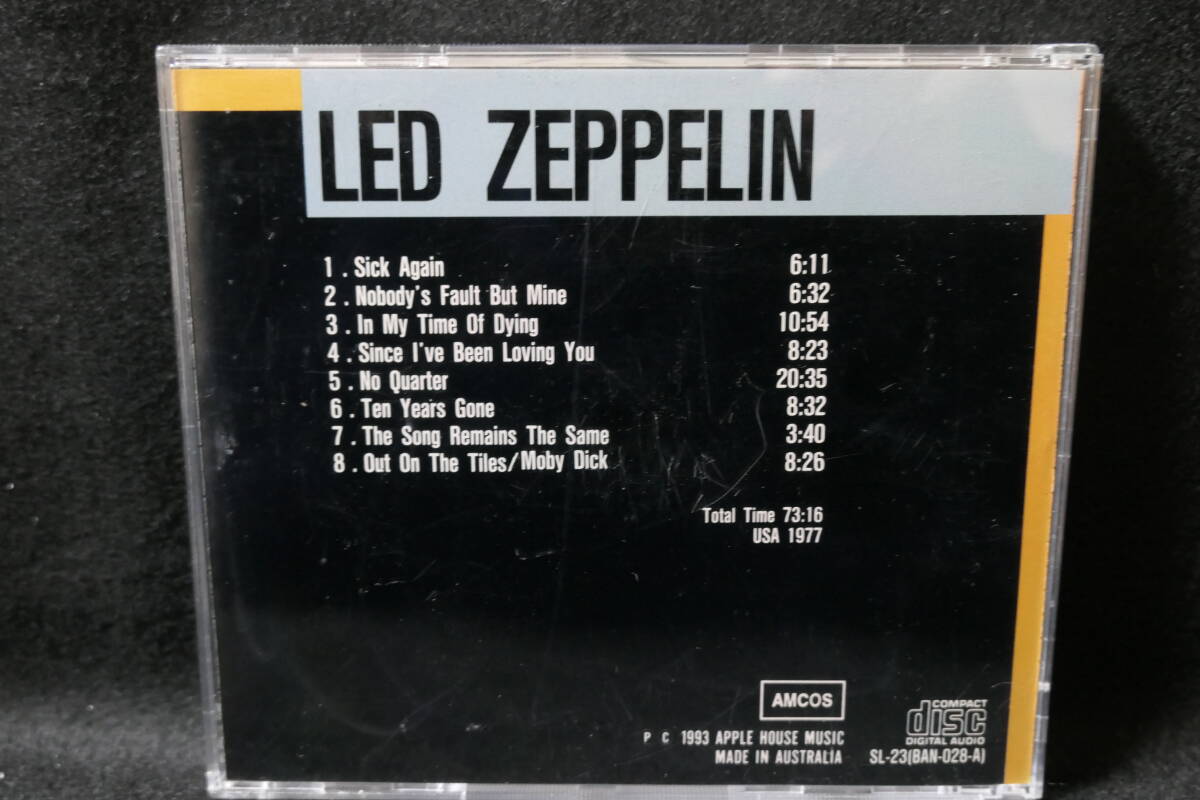 LED ZEPPELIN
1. Sick Again 6:11
2. Nobody's Fault But Mine 6:32
3. In My Time Of Dying 10:54
4. Since I've Been Loving You 8:23
5. No Quarter 20:35
6. Ten Years Gone 8:32
7. The Song Remains The Same 3:40
8. Out On The Tiles/Moby Dick 8:26
Total Time 73:16
USA 1977
AMCOS
COMPACT
disc
DIGITAL AUDIO
P C 1993 APPLE HOUSE MUSIC
MADE IN AUSTRALIA SL-23(BAN-028-A)